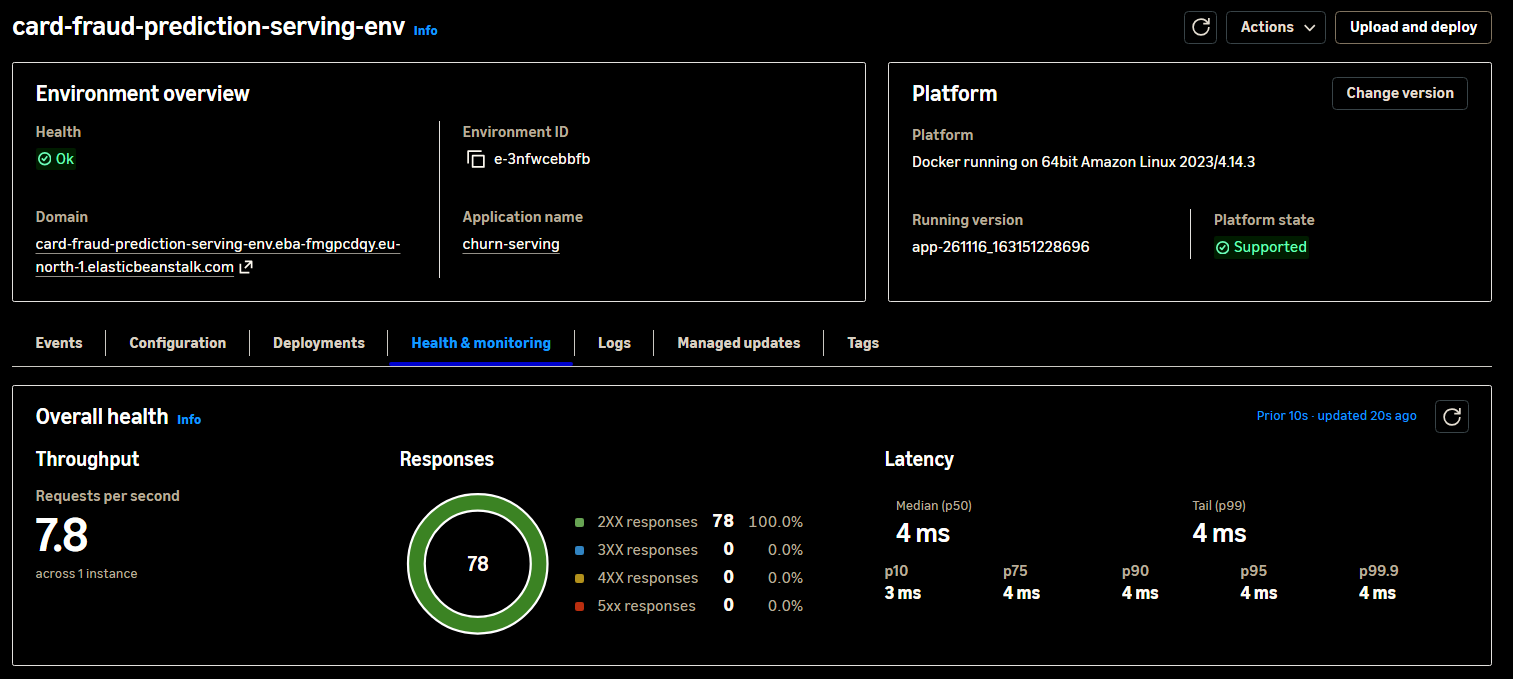 card-fraud-prediction-serving-env Info
Actions
Upload and deploy
Environment overview
Health
Ok
Environment ID
e-3nfwcebbfb
Domain
card-fraud-prediction-serving-env.eba-fmgpcdqy.eu-
north-1.elasticbeanstalk.com
Application name
churn-serving
Platform
Change version
Platform
Docker running on 64bit Amazon Linux 2023/4.14.3
Running version
app-261116_163151228696
Platform state
Supported
Events
Configuration
Deployments
Health & monitoring
Logs
Managed updates
Tags
Overall health Info
Prior 10s · updated 20s ago
Throughput
Requests per second
7.8
across 1 instance
Responses
78
2XX responses 78 100.0%
3XX responses 0 0.0%
4XX responses 0 0.0%
5xx responses 0 0.0%
Latency
Median (p50)
4 ms
Tail (p99)
4 ms
p10
3 ms
p75
4 ms
p90
4 ms
p95
4 ms
p99.9
4 ms